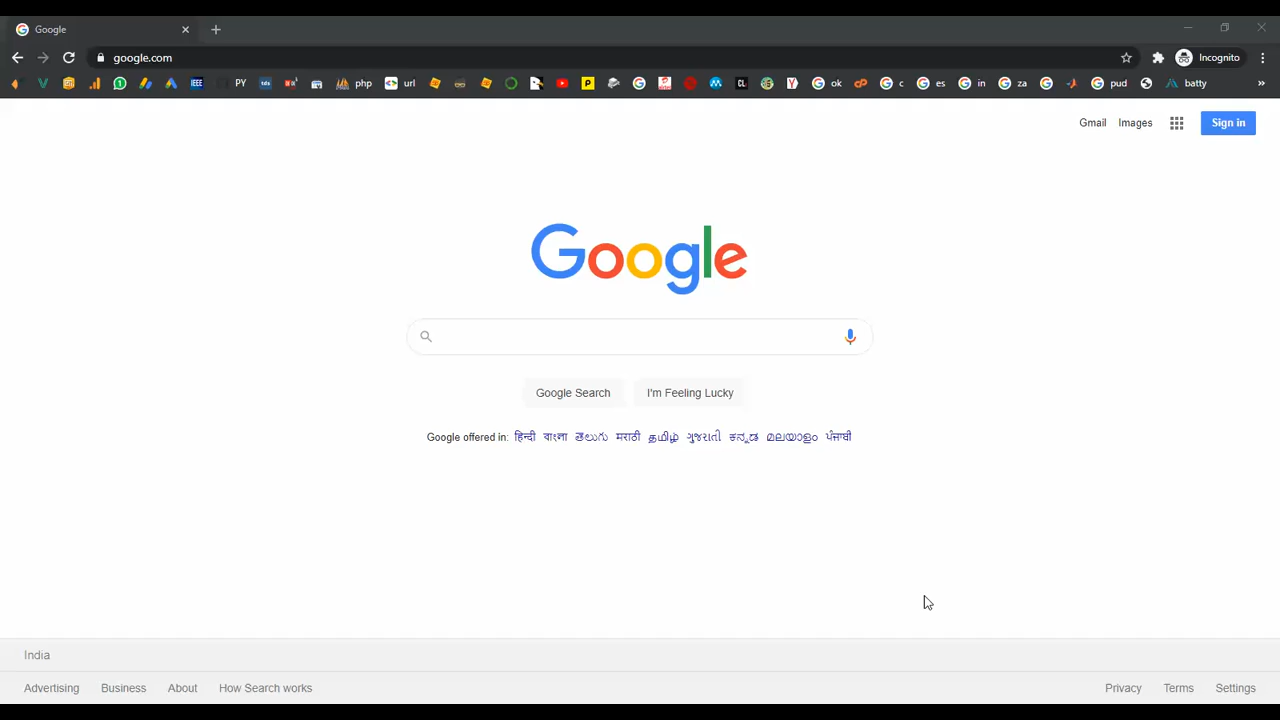 Google
google.com
Incognito
PY php url ok c es in za pud batty
Gmail Images Sign in
Google
Google Search I'm Feeling Lucky
Google offered in: हिन्दी বাংলা తెలుగు मराठी தமிழ் ગુજરાતી ಕನ್ನಡ മലയാളം ਪੰਜਾਬੀ
India
Advertising Business About How Search works
Privacy Terms Settings